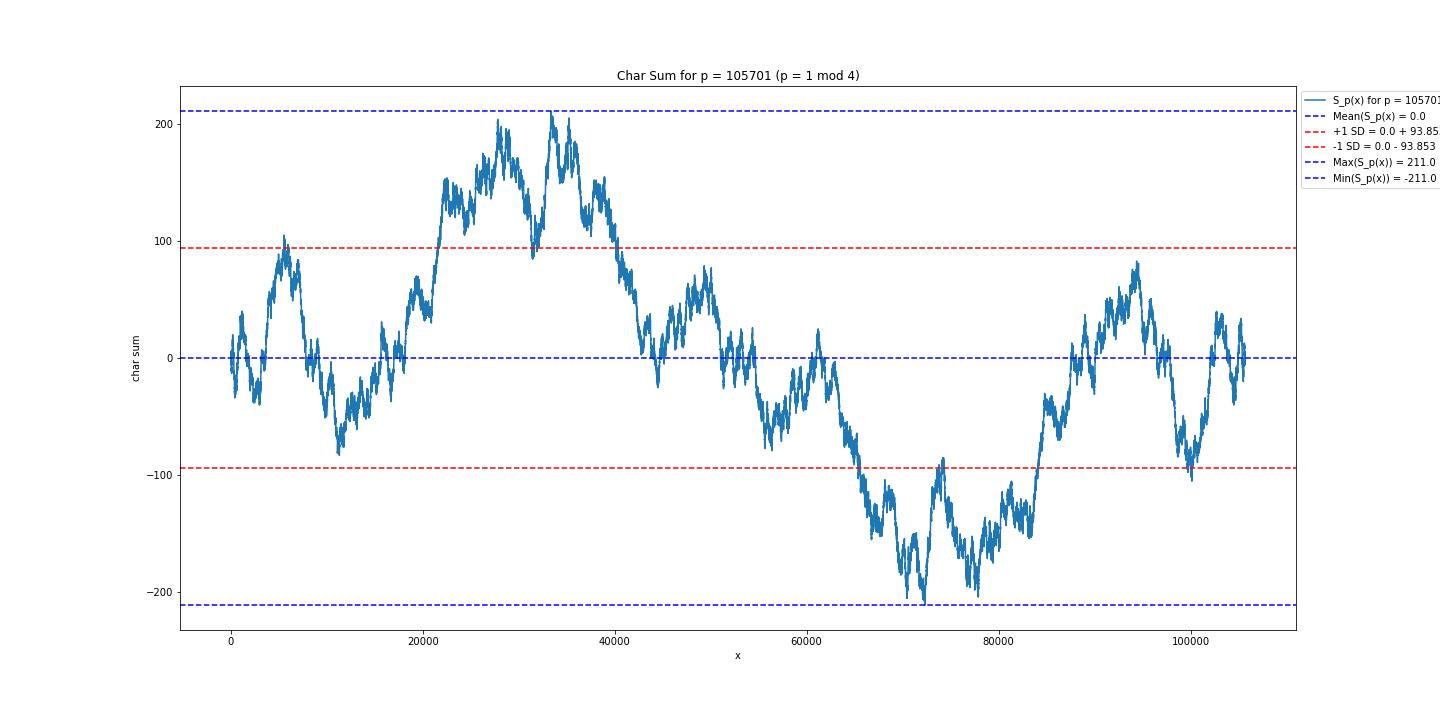 Char Sum for p = 105701 (p = 1 mod 4)
S_p(x) for p = 105701
Mean(S_p(x) = 0.0
+1 SD = 0.0 + 93.85
-1 SD = 0.0 - 93.853
Max(S_p(x)) = 211.0
Min(S_p(x)) = -211.0
char sum
200
100
0
−100
−200
0 20000 40000 60000 80000 100000
x